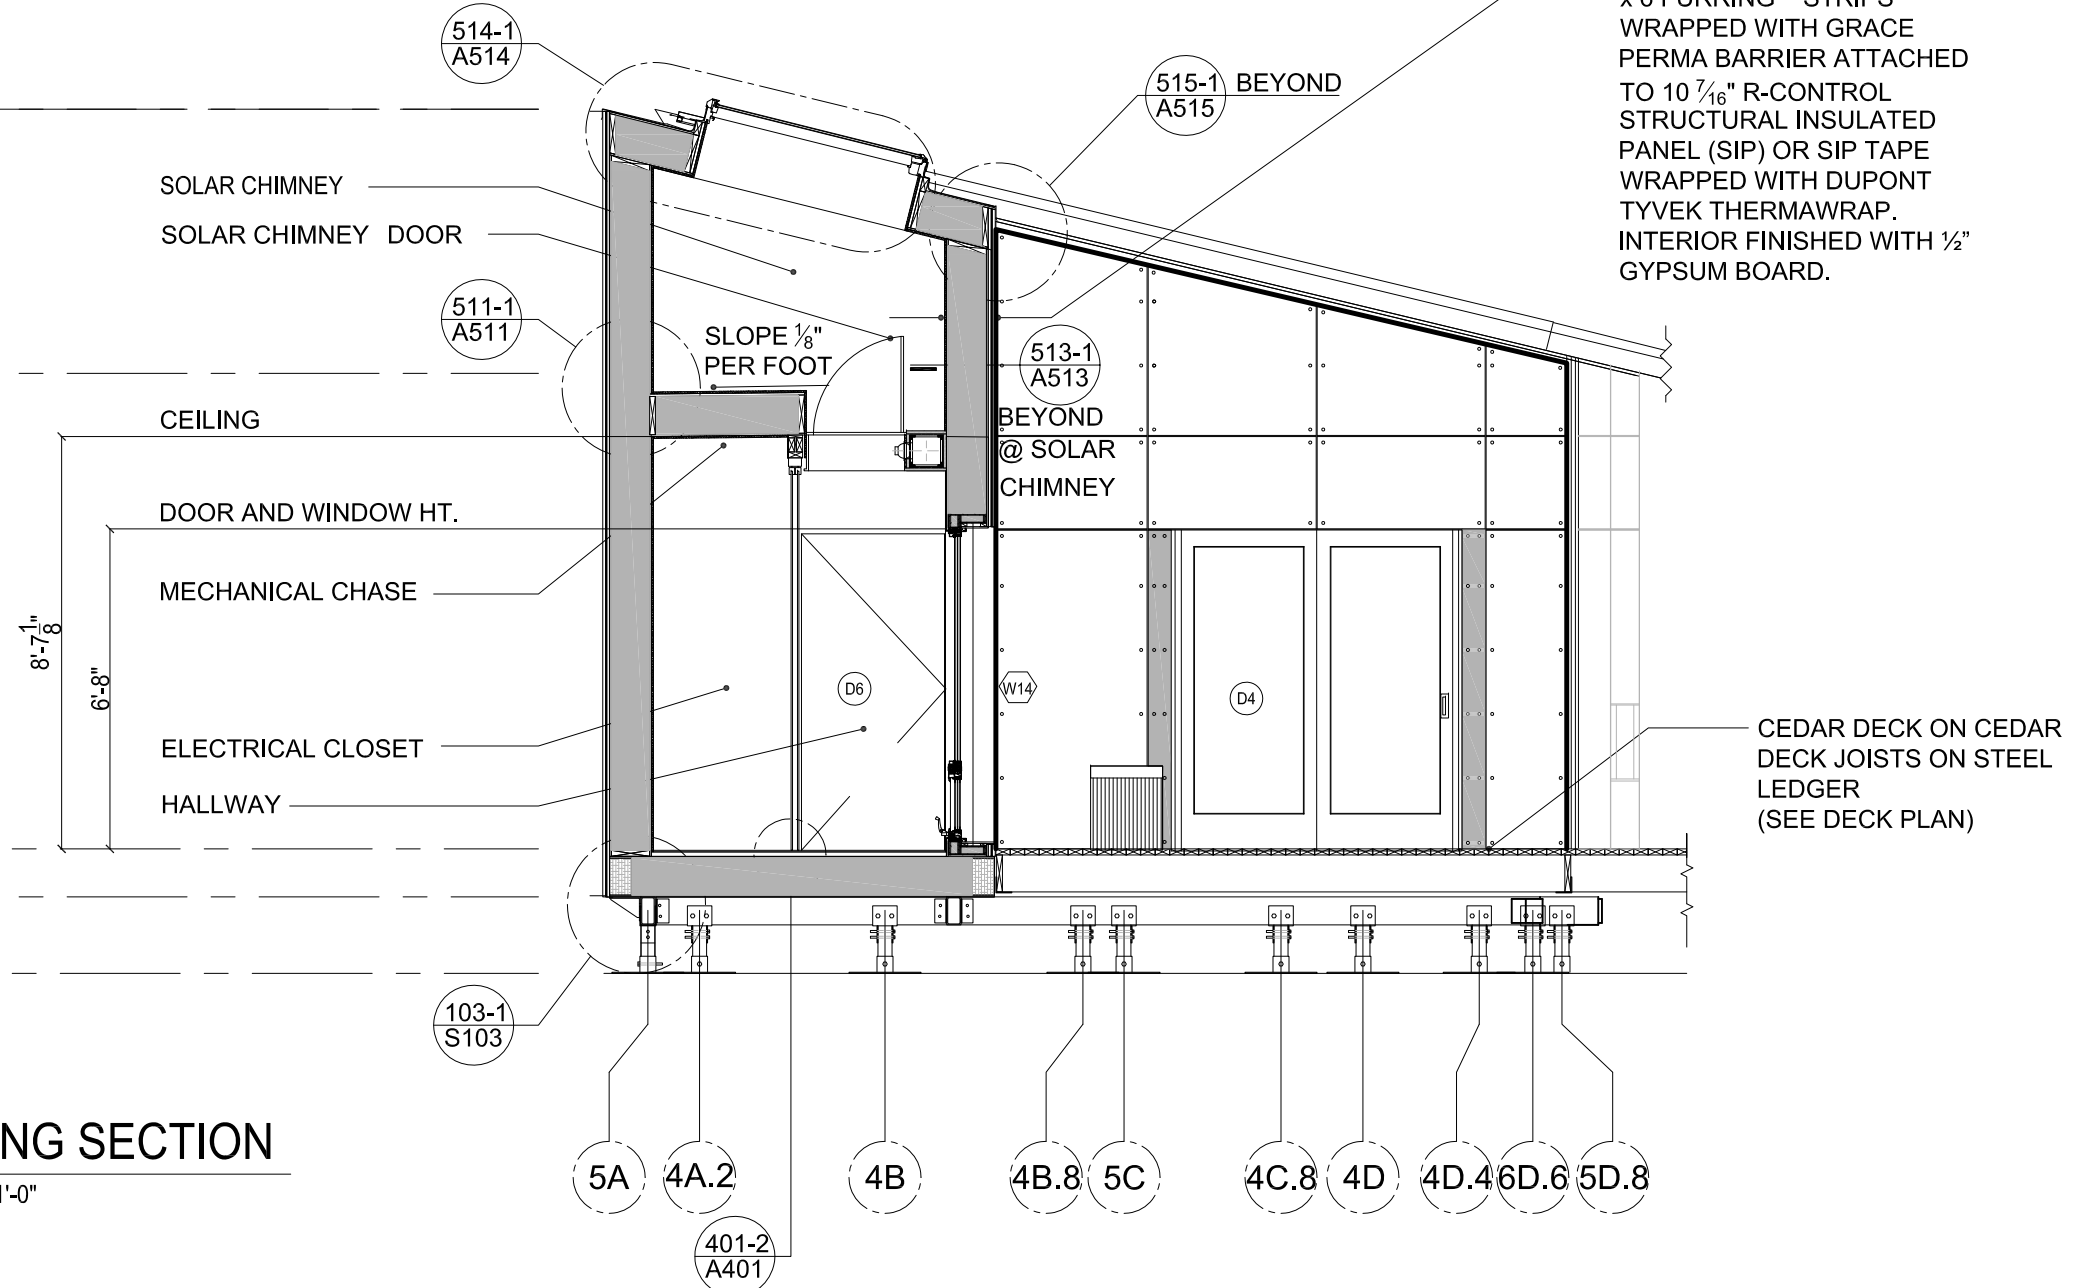 514-1
A514
515-1 BEYOND
A515
STRIPS
WRAPPED WITH GRACE
PERMA BARRIER ATTACHED
TO 10 7⁄16" R-CONTROL
STRUCTURAL INSULATED
PANEL (SIP) OR SIP TAPE
WRAPPED WITH DUPONT
TYVEK THERMAWRAP.
INTERIOR FINISHED WITH ½”
GYPSUM BOARD.
SOLAR CHIMNEY
SOLAR CHIMNEY DOOR
511-1
A511
SLOPE ⅛"
PER FOOT
513-1
A513
BEYOND
@ SOLAR
CHIMNEY
CEILING
DOOR AND WINDOW HT.
MECHANICAL CHASE
8'-7 1/8"
6'-8"
D6
W14
D4
ELECTRICAL CLOSET
HALLWAY
CEDAR DECK ON CEDAR
DECK JOISTS ON STEEL
LEDGER
(SEE DECK PLAN)
103-1
S103
NG SECTION
1'-0"
5A 4A.2 4B 4B.8 5C 4C.8 4D 4D.4 6D.6 5D.8
401-2
A401